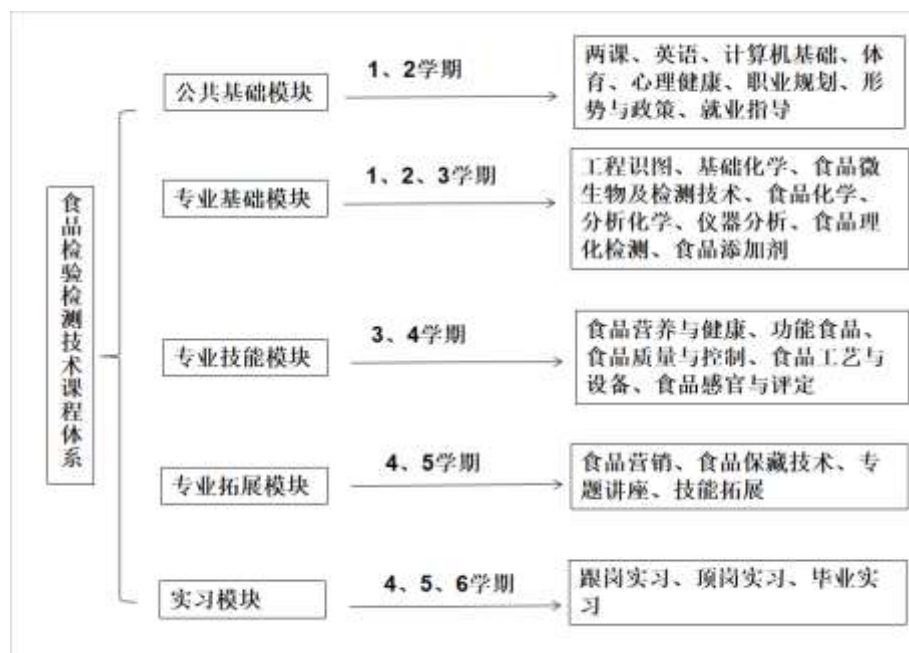 食品检验检测技术课程体系
公共基础模块
1、2学期
两课、英语、计算机基础、体
育、心理健康、职业规划、形
势与政策、就业指导
专业基础模块
1、2、3学期
工程识图、基础化学、食品微
生物及检测技术、食品化学、
分析化学、仪器分析、食品理
化检测、食品添加剂
专业技能模块
3、4学期
食品营养与健康、功能食品、
食品质量与控制、食品工艺与
设备、食品感官与评定
专业拓展模块
4、5学期
食品营销、食品保藏技术、专
题讲座、技能拓展
实习模块
4、5、6学期
跟岗实习、顶岗实习、毕业实
习